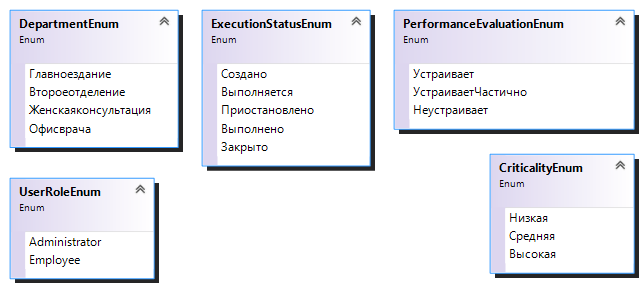 DepartmentEnum
Enum
Главноездание
Второеотделение
Женскаяконсультация
Офисврача
ExecutionStatusEnum
Enum
Создано
Выполняется
Приостановлено
Выполнено
Закрыто
PerformanceEvaluationEnum
Enum
Устраивает
УстраиваетЧастично
Неустраивает
UserRoleEnum
Enum
Administrator
Employee
CriticalityEnum
Enum
Низкая
Средняя
Высокая